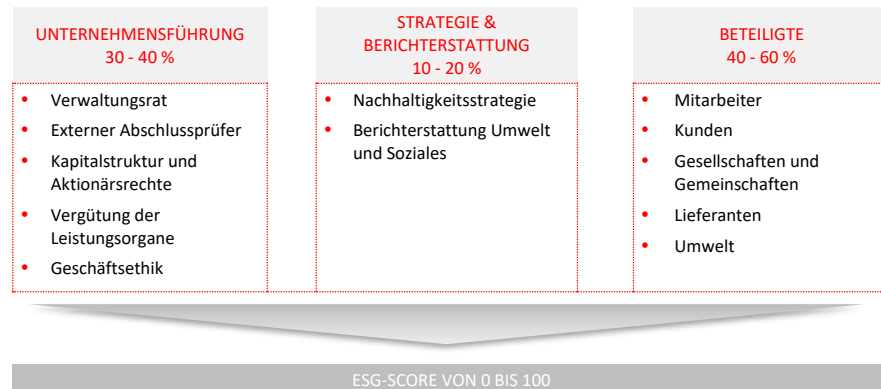 UNTERNEHMENSFÜHRUNG
30 - 40 %
• Verwaltungsrat
• Externer Abschlussprüfer
• Kapitalstruktur und
Aktionärsrechte
• Vergütung der
Leistungsorgane
• Geschäftsethik
STRATEGIE &
BERICHTERSTATTUNG
10 - 20 %
• Nachhaltigkeitsstrategie
• Berichterstattung Umwelt
und Soziales
BETEILIGTE
40 - 60 %
• Mitarbeiter
• Kunden
• Gesellschaften und
Gemeinschaften
• Lieferanten
• Umwelt
ESG-SCORE VON 0 BIS 100